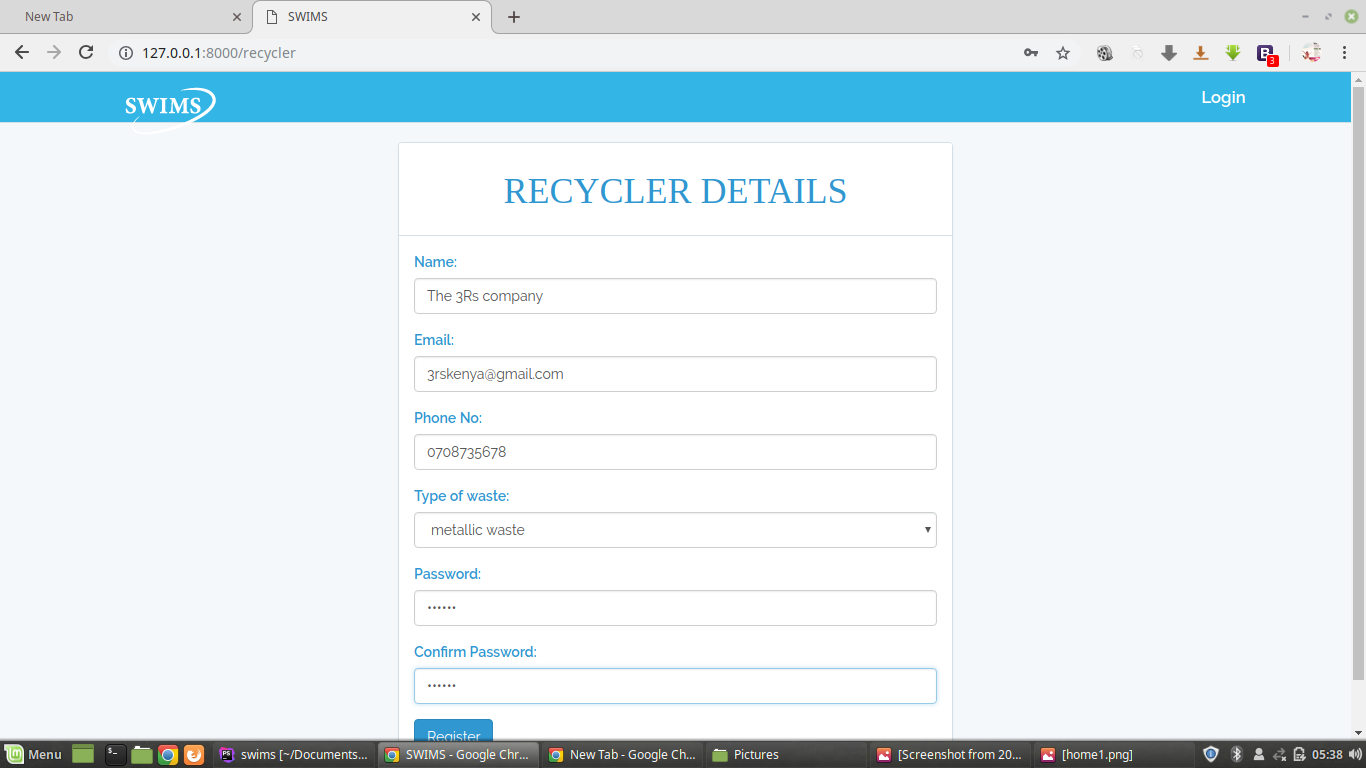 New Tab
SWIMS
127.0.0.1:8000/recycler
3
SWIMS
Login
RECYCLER DETAILS
Name:
The 3Rs company
Email:
3rskenya@gmail.com
Phone No:
0708735678
Type of waste:
metallic waste
Password:
••••••
Confirm Password:
••••••
Register
Menu
swims [~/Documents...
SWIMS - Google Chr...
New Tab - Google Ch...
Pictures
[Screenshot from 20...
[home1.png]
05:38